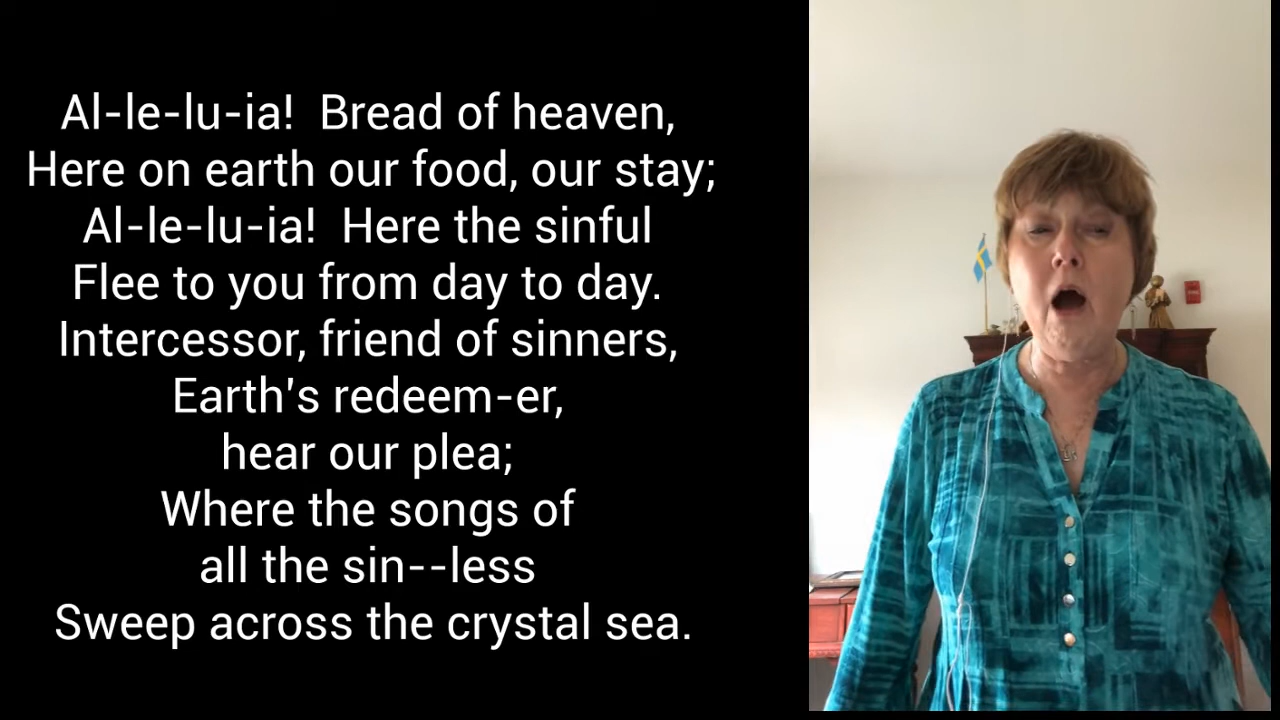 Al-le-lu-ia!  Bread of heaven,
Here on earth our food, our stay;
Al-le-lu-ia!  Here the sinful
Flee to you from day to day.
Intercessor, friend of sinners,
Earth's redeem-er,
hear our plea;
Where the songs of
all the sin--less
Sweep across the crystal sea.